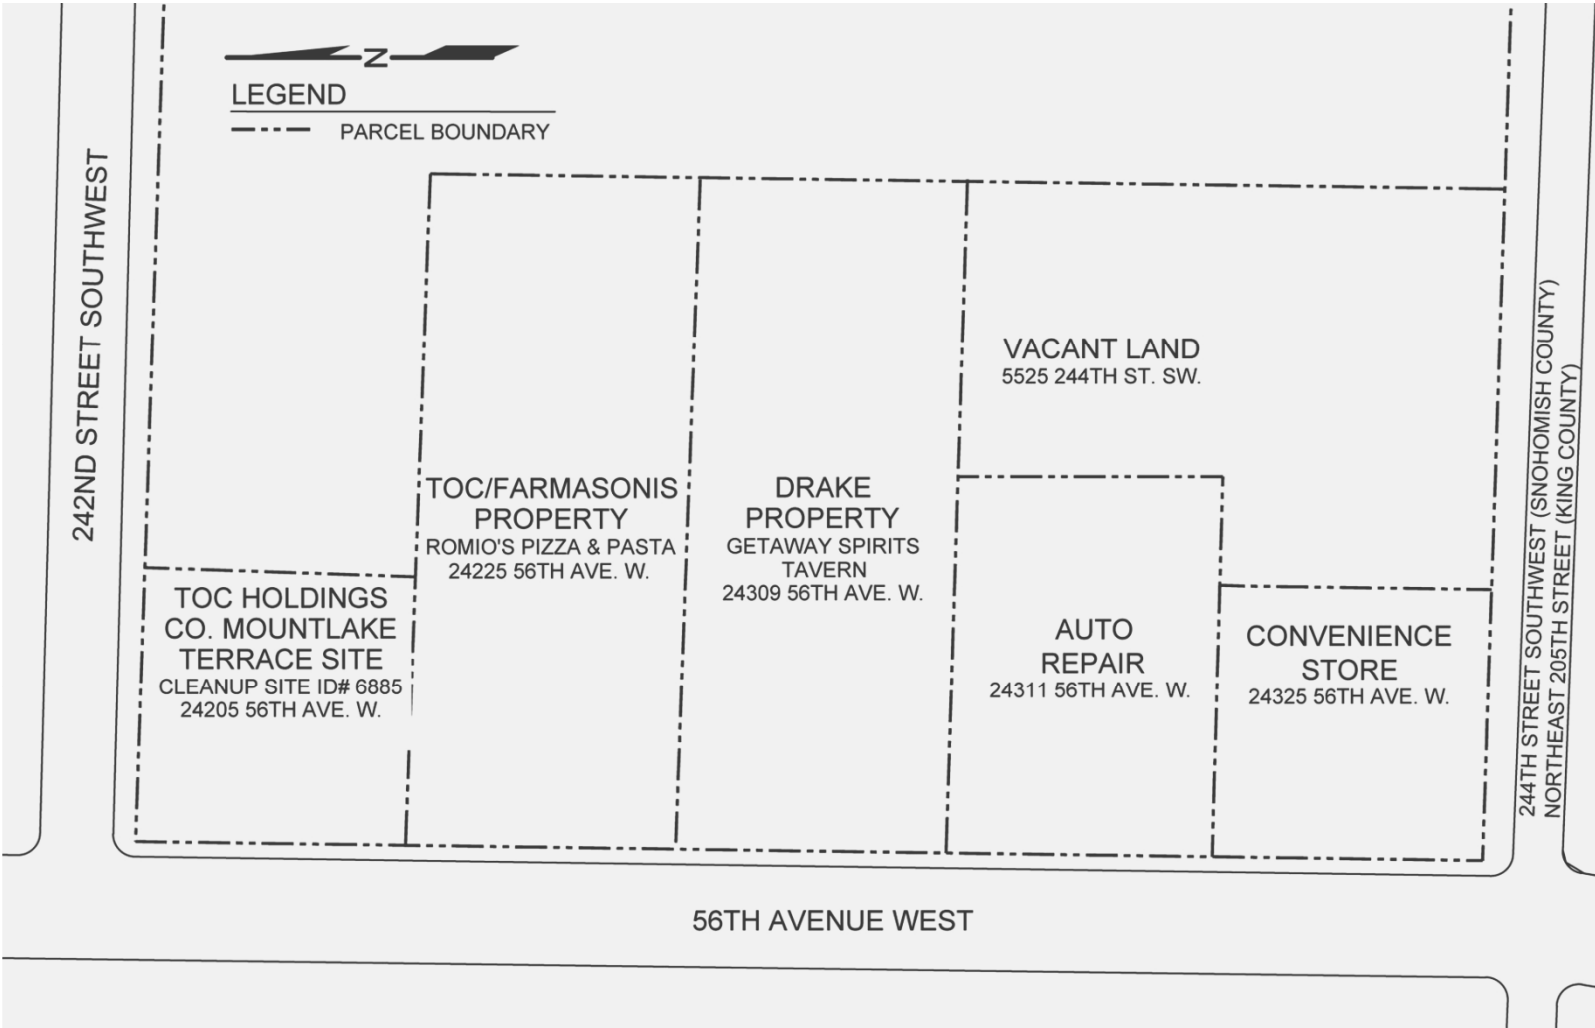 N
LEGEND
PARCEL BOUNDARY
242ND STREET SOUTHWEST
VACANT LAND
5525 244TH ST. SW.
TOC/FARMASONIS
PROPERTY
ROMIO'S PIZZA & PASTA
24225 56TH AVE. W.
DRAKE
PROPERTY
GETAWAY SPIRITS
TAVERN
24309 56TH AVE. W.
TOC HOLDINGS
CO. MOUNTLAKE
TERRACE SITE
CLEANUP SITE ID# 6885
24205 56TH AVE. W.
AUTO
REPAIR
24311 56TH AVE. W.
CONVENIENCE
STORE
24325 56TH AVE. W.
244TH STREET SOUTHWEST (SNOHOMISH COUNTY)
NORTHEAST 205TH STREET (KING COUNTY)
56TH AVENUE WEST